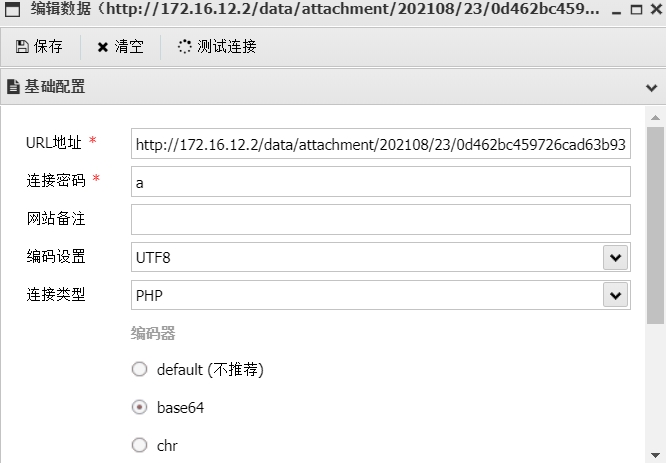 编辑数据（http://172.16.12.2/data/attachment/202108/23/0d462bc459...
保存 清空 测试连接
基础配置
URL地址 * http://172.16.12.2/data/attachment/202108/23/0d462bc459726cad63b93
连接密码 * a
网站备注
编码设置 UTF8
连接类型 PHP
编码器
default (不推荐)
base64
chr